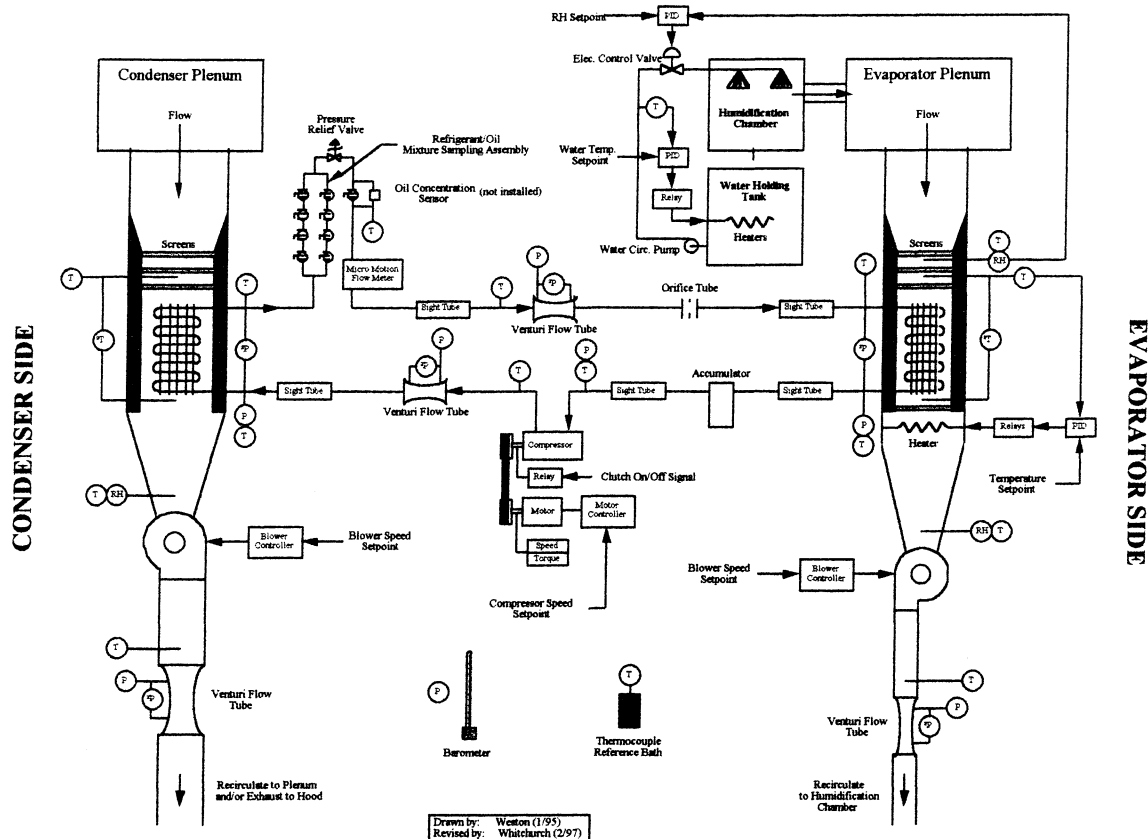 RH Setpoint
PID
Elec. Control Valve
Condenser Plenum
Flow
Evaporator Plenum
Flow
Humidification
Chamber
Pressure
Relief Valve
Refrigerant/Oil
Mixture Sampling Assembly
T
Water Temp.
Setpoint
PID
Relay
Water Holding
Tank
Heaters
Water Circ. Pump
Oil Concentration (not installed)
Sensor
T
Screens
Screens
T
RH
T
T
T
T
Micro Motion
Flow Meter
P
Sight Tube
T
Venturi Flow Tube
Orifice Tube
Sight Tube
CONDENSER SIDE
EVAPORATOR SIDE
P
T
P
T
Sight Tube
Venturi Flow Tube
Sight Tube
Accumulator
Sight Tube
P
T
P
T
Compressor
Relay
Clutch On/Off Signal
Motor
Motor
Controller
Speed
Torque
Compressor Speed
Setpoint
Heater
Relays
PID
Temperature
Setpoint
T RH
RH T
Blower
Controller
Blower Speed
Setpoint
Blower Speed
Setpoint
Blower
Controller
T
P
Venturi Flow
Tube
P
Barometer
T
Thermocouple
Reference Bath
T
P
Venturi Flow
Tube
Recirculate to Plenum
and/or Exhaust to Hood
Recirculate
to Humidification
Chamber
Drawn by: Weston (1/95)
Revised by: Whitchurch (2/97)